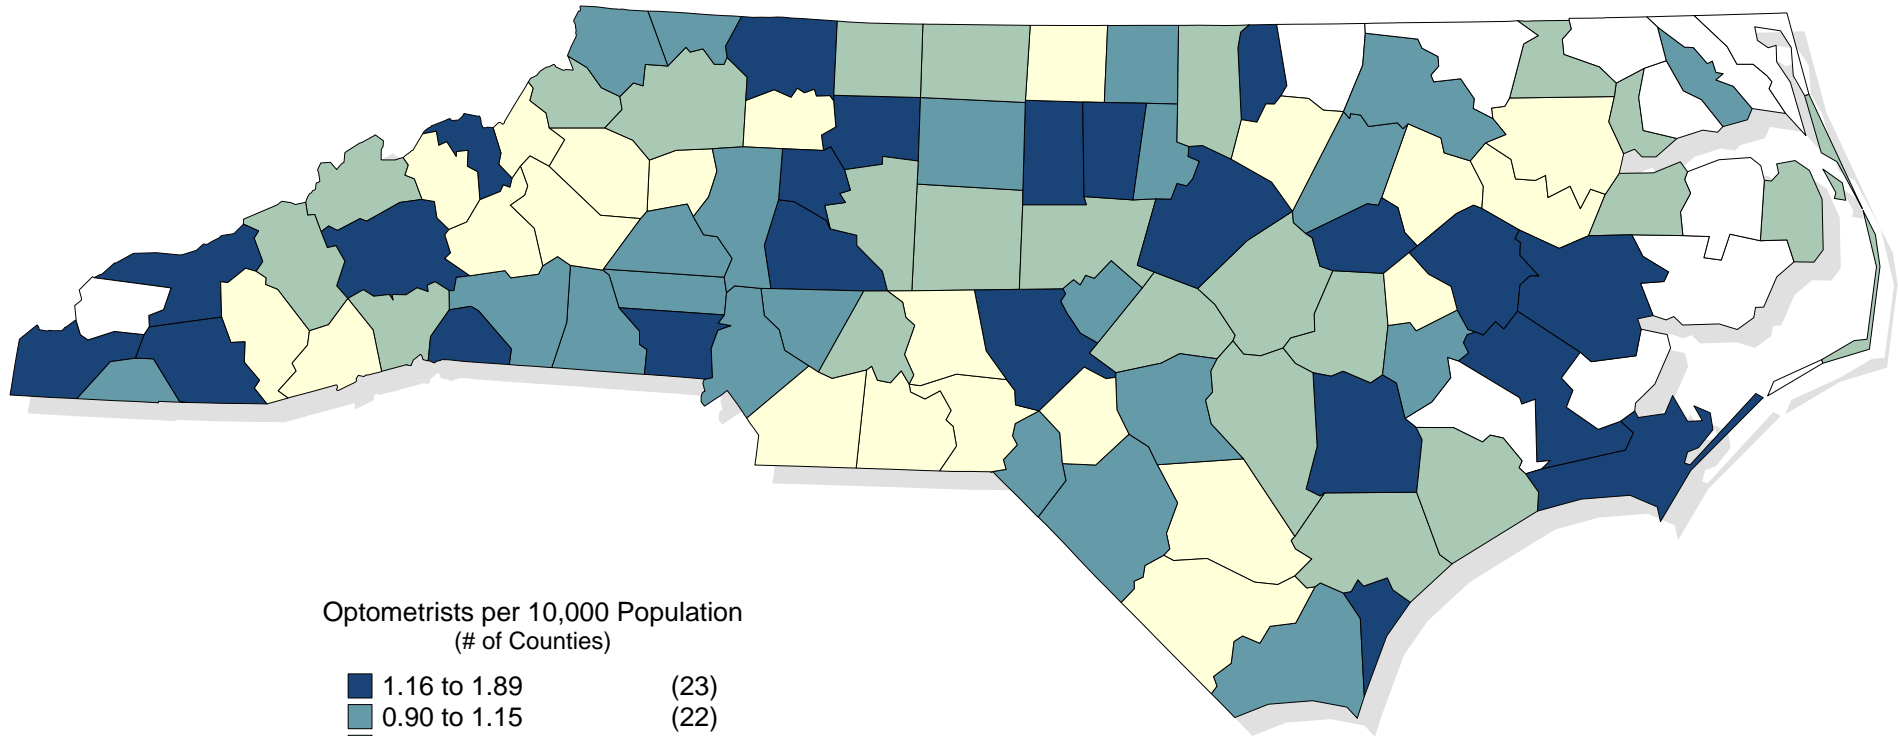 Optometrists per 10,000 Population
(# of Counties)
1.16 to 1.89 (23)
0.90 to 1.15 (22)